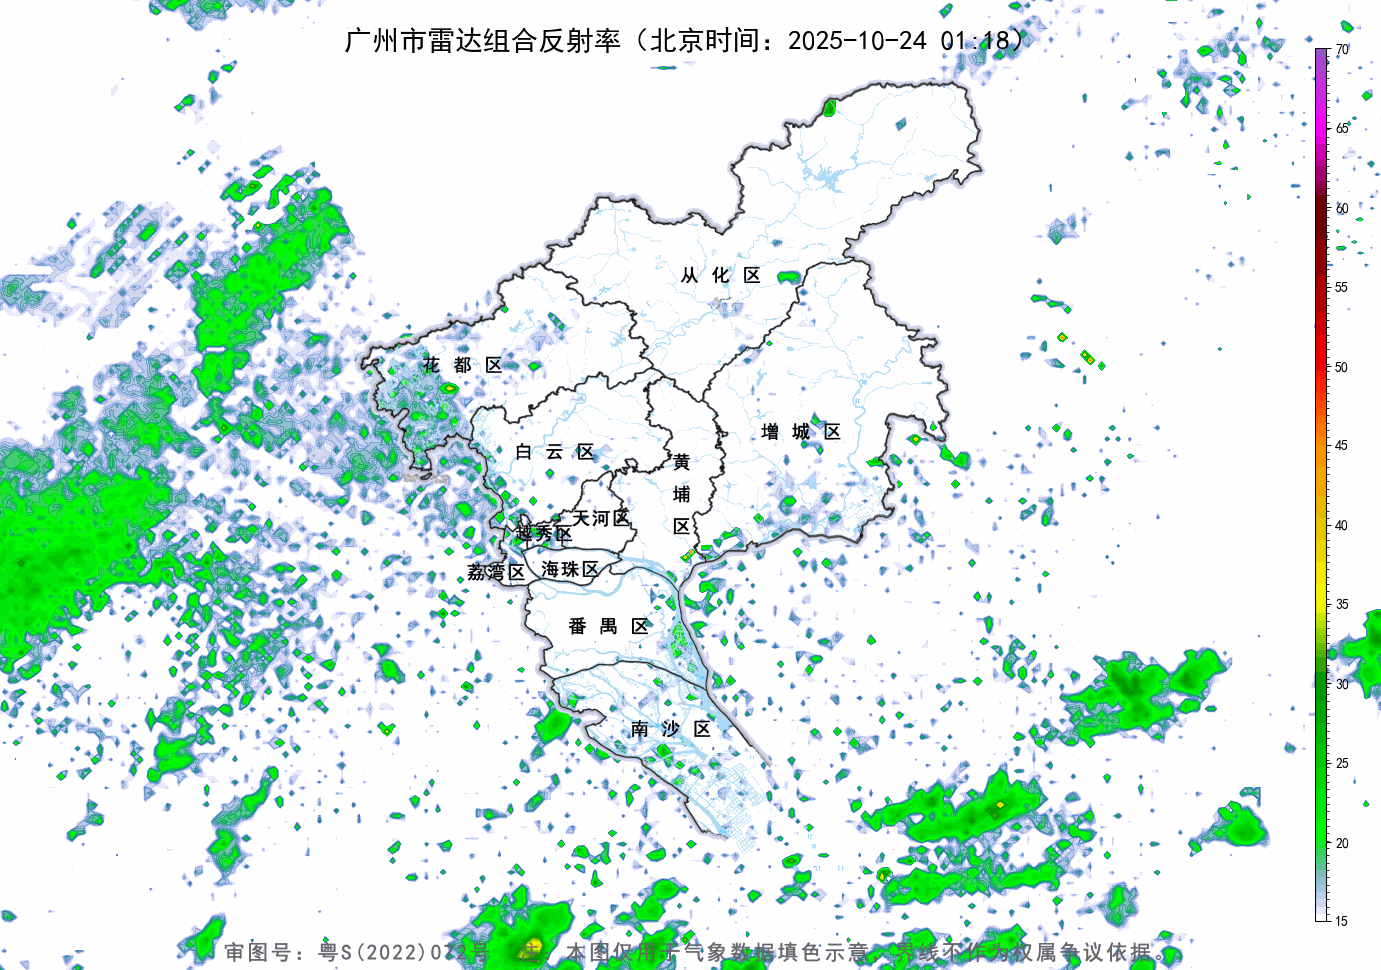 广州市雷达组合反射率（北京时间：2025-10-24 01:18）
70
65
60
55
50
45
40
35
30
25
20
15
从化区
花都区
增城区
白云区
黄埔区
天河区
越秀区
海珠区
荔湾区
番禺区
南沙区
审图号：粤S(2022)072号 注：本图仅用于气象数据填色示意，界线不作为权属争议依据。